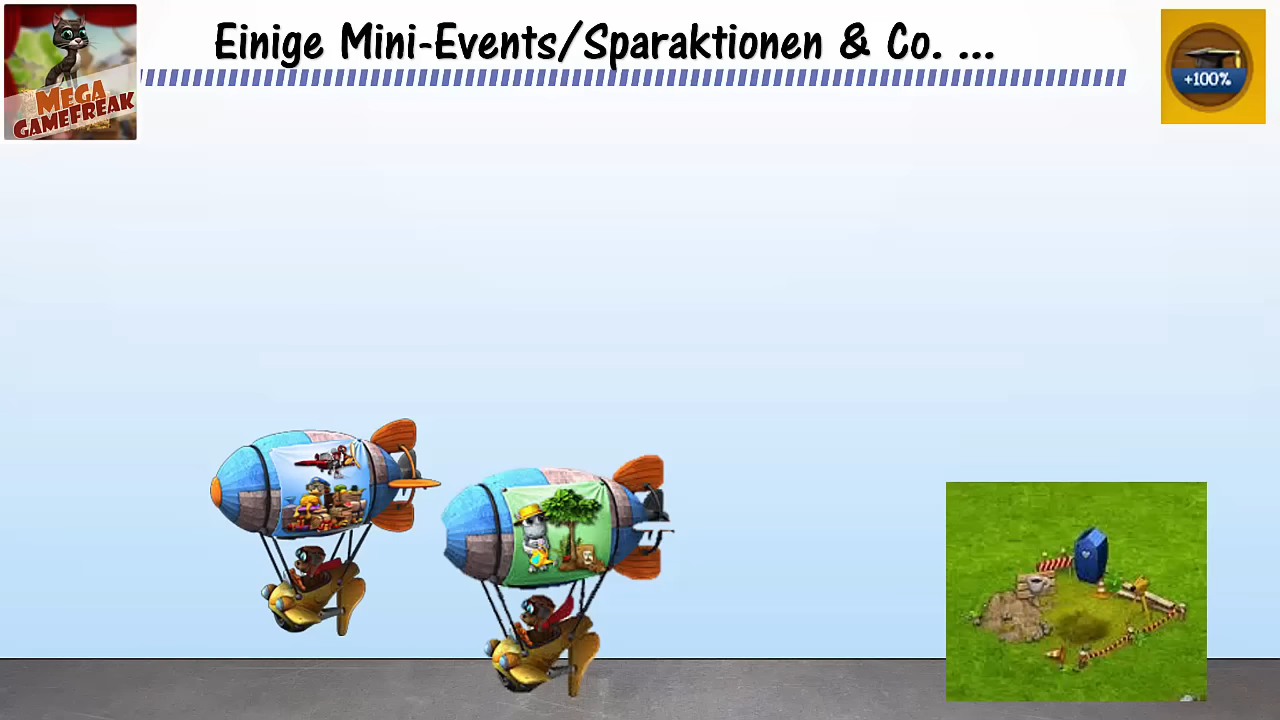 Einige Mini-Events/Sparaktionen & Co. ...
MEGA
GAMEFREAK
+100%